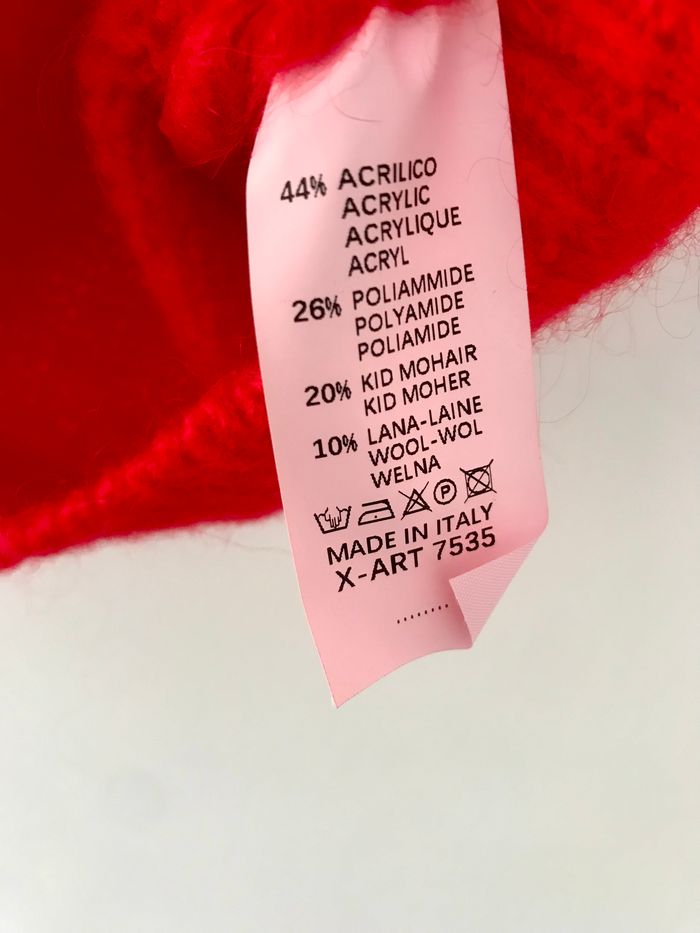 44% ACRILICO
ACRYLIC
ACRYLIQUE
ACRYL
26% POLIAMMIDE
POLYAMIDE
POLIAMIDE
20% KID MOHAIR
KID MOHER
10% LANA-LAINE
WOOL-WOL
WELNA
P
MADE IN ITALY
X-ART 7535
........